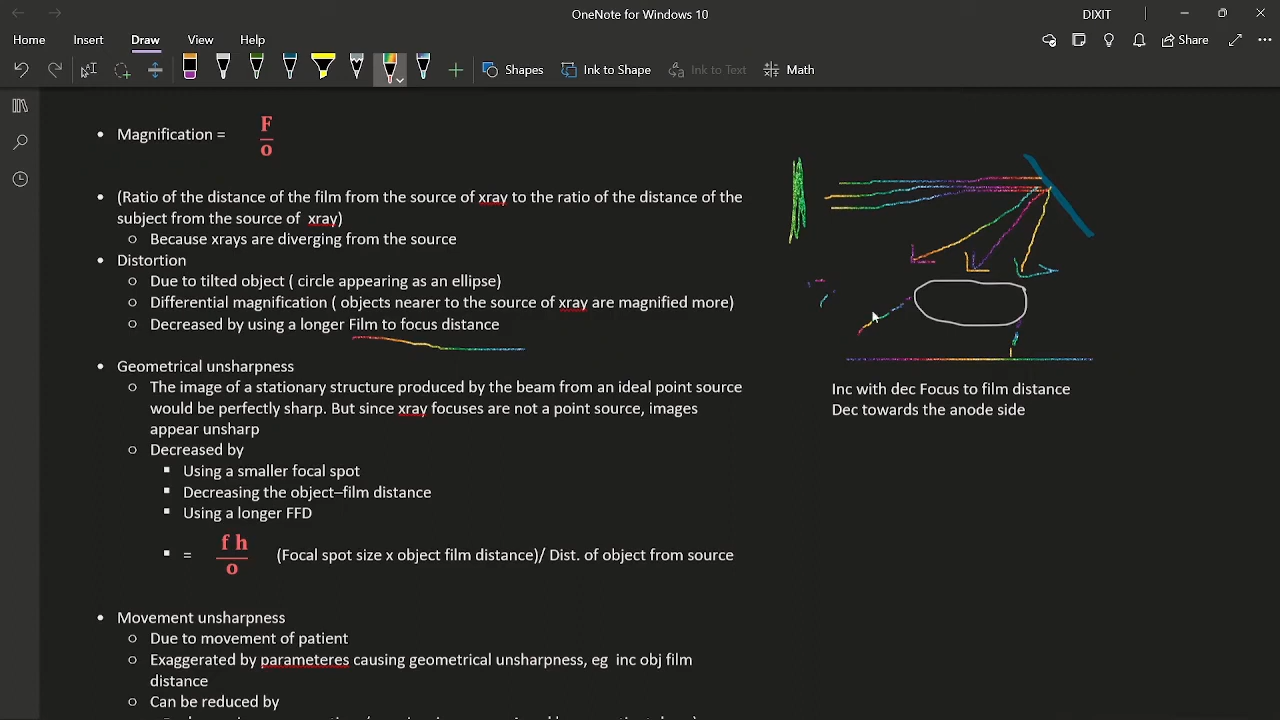 OneNote for Windows 10
DIXIT
Home Insert Draw View Help
Share
Shapes Ink to Shape Ink to Text Math
• Magnification = F
o
• (Ratio of the distance of the film from the source of xray to the ratio of the distance of the
subject from the source of xray)
o Because xrays are diverging from the source
• Distortion
o Due to tilted object ( circle appearing as an ellipse)
o Differential magnification ( objects nearer to the source of xray are magnified more)
o Decreased by using a longer Film to focus distance
• Geometrical unsharpness
o The image of a stationary structure produced by the beam from an ideal point source
would be perfectly sharp. But since xray focuses are not a point source, images
appear unsharp
o Decreased by
▪ Using a smaller focal spot
▪ Decreasing the object–film distance
▪ Using a longer FFD
▪ = f h
o
(Focal spot size x object film distance)/ Dist. of object from source
• Movement unsharpness
o Due to movement of patient
o Exaggerated by parameteres causing geometrical unsharpness, eg inc obj film
distance
o Can be reduced by
Inc with dec Focus to film distance
Dec towards the anode side